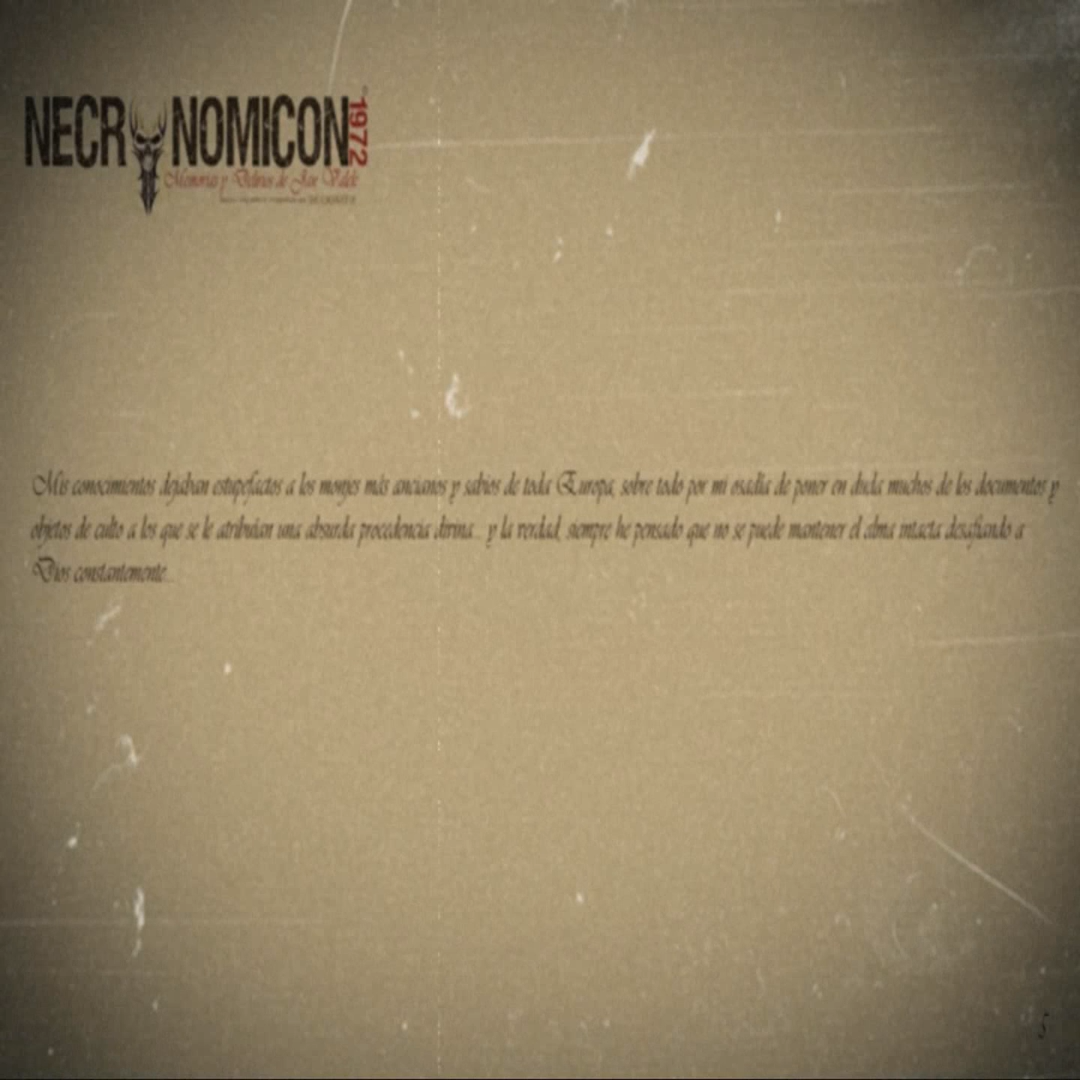 NECRONOMICON 1972
Memorias y Delirios de Jan Valek
Mis conocimientos dejaban estupefactos a los monjes más ancianos y sabios de toda Europa, sobre todo por mi osadía de poner en duda muchos de los documentos y
objetos de culto a los que se le atribuían una absurda procedencia divina... y la verdad, siempre he pensado que no se puede mantener el alma intacta desafiando a
Dios constantemente...
5